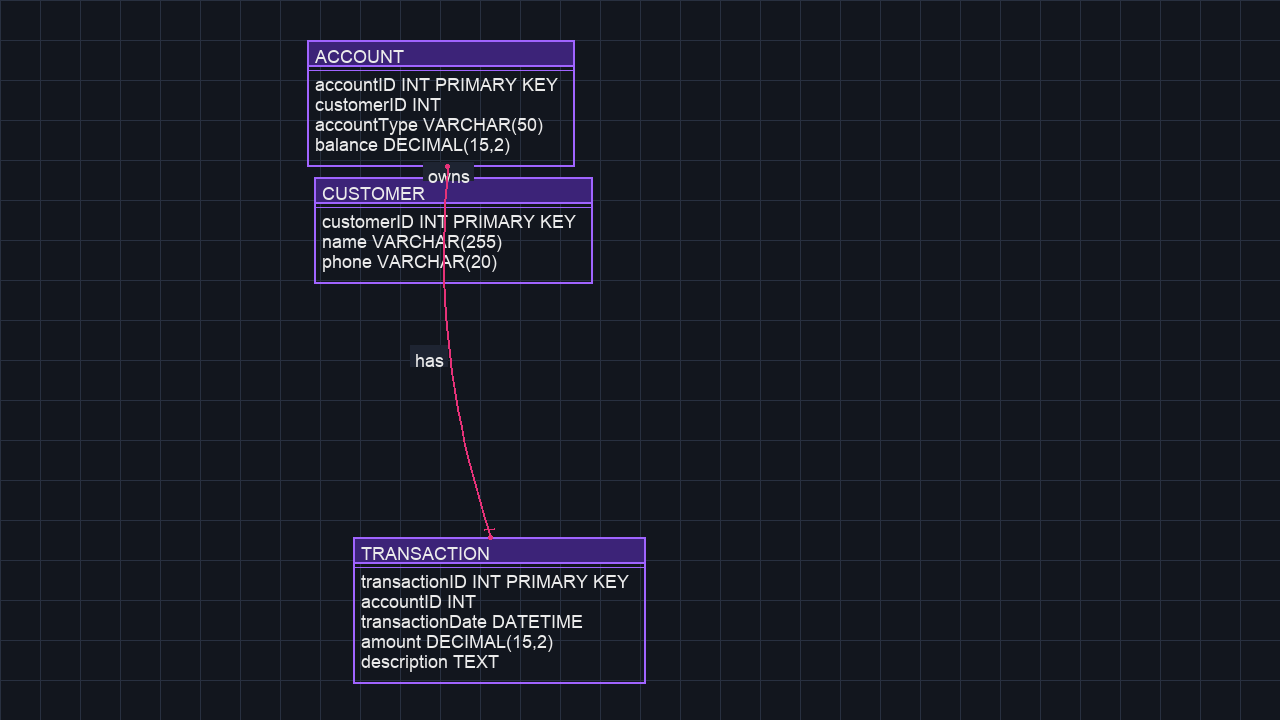 ACCOUNT
accountID INT PRIMARY KEY
customerID INT
accountType VARCHAR(50)
balance DECIMAL(15,2)
owns
CUSTOMER
customerID INT PRIMARY KEY
name VARCHAR(255)
phone VARCHAR(20)
has
TRANSACTION
transactionID INT PRIMARY KEY
accountID INT
transactionDate DATETIME
amount DECIMAL(15,2)
description TEXT